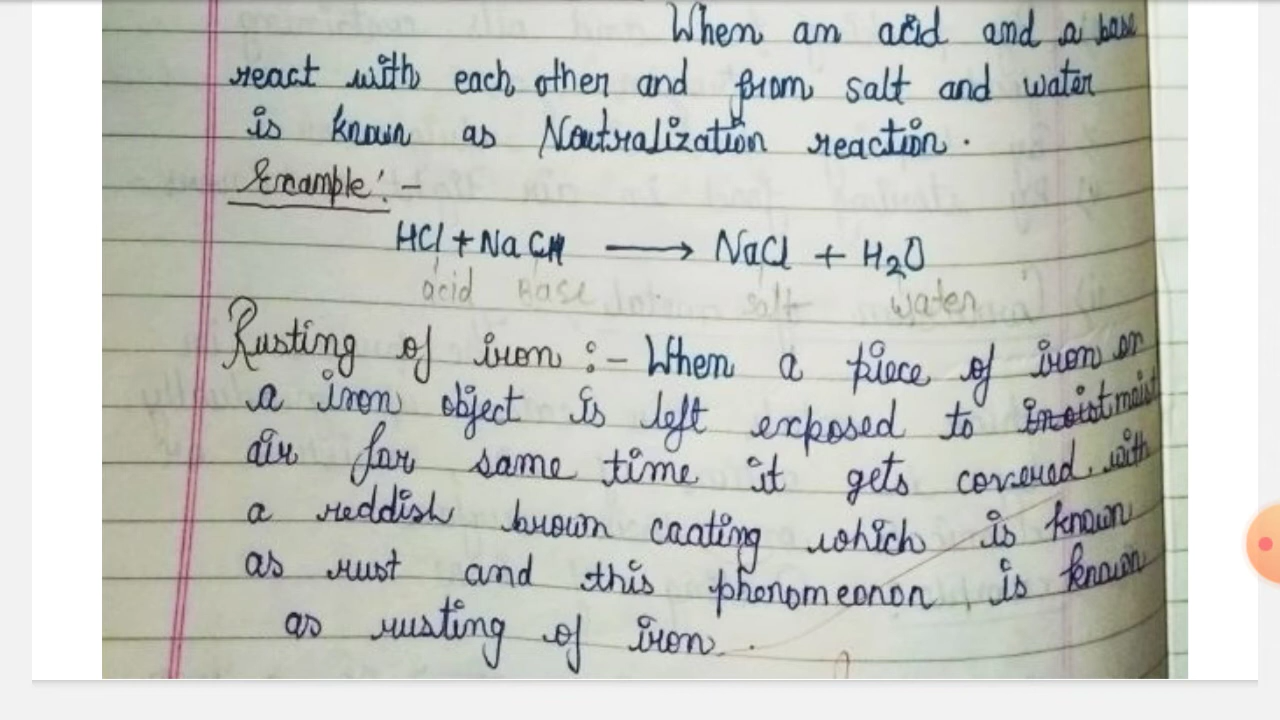 When an acid and a base
react with each other and from salt and water
is known as Neutralization reaction.
Example:-
HCl + NaOH ⟶ NaCl + H₂O
acid Base salt water
Rusting of iron :- When a piece of iron or
a iron object is left exposed to moist
air for same time it gets covered with
a reddish brown coating which is known
as rust and this phenomeonon is known
as rusting of iron.